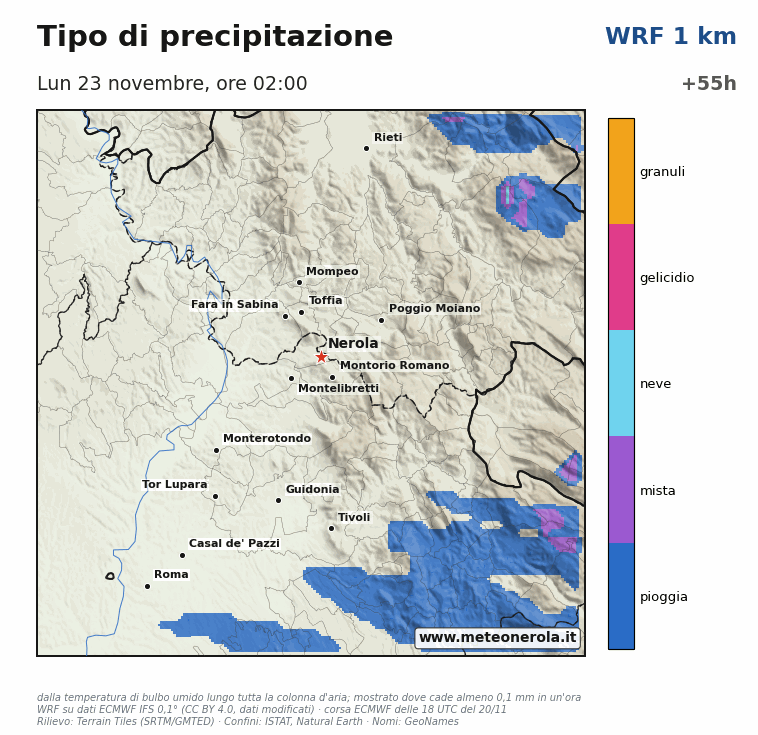 Tipo di precipitazione
WRF 1 km
Lun 23 novembre, ore 02:00
+55h
Rieti
granuli
gelicidio
Mompeo
Toffia
Fara in Sabina
Poggio Moiano
Nerola
Montorio Romano
Montelibretti
neve
Monterotondo
Tor Lupara
Guidonia
mista
Tivoli
Casal de' Pazzi
Roma
pioggia
www.meteonerola.it
dalla temperatura di bulbo umido lungo tutta la colonna d'aria; mostrato dove cade almeno 0,1 mm in un'ora
WRF su dati ECMWF IFS 0,1° (CC BY 4.0, dati modificati) · corsa ECMWF delle 18 UTC del 20/11
Rilievo: Terrain Tiles (SRTM/GMTED) · Confini: ISTAT, Natural Earth · Nomi: GeoNames